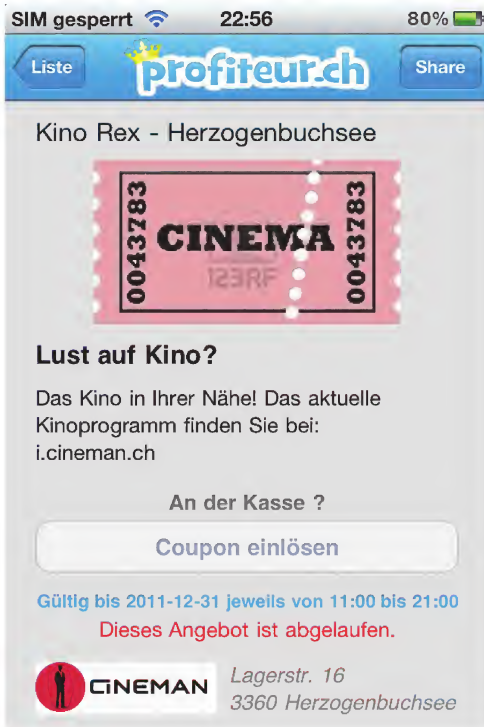 SIM gesperrt 22:56 80%
Liste profiteur.ch Share
Kino Rex - Herzogenbuchsee
0043783 CINEMA 0043783
123RF
Lust auf Kino?
Das Kino in Ihrer Nähe! Das aktuelle
Kinoprogramm finden Sie bei:
i.cineman.ch
An der Kasse ?
Coupon einlösen
Gültig bis 2011-12-31 jeweils von 11:00 bis 21:00
Dieses Angebot ist abgelaufen.
CINEMAN
Lagerstr. 16
3360 Herzogenbuchsee